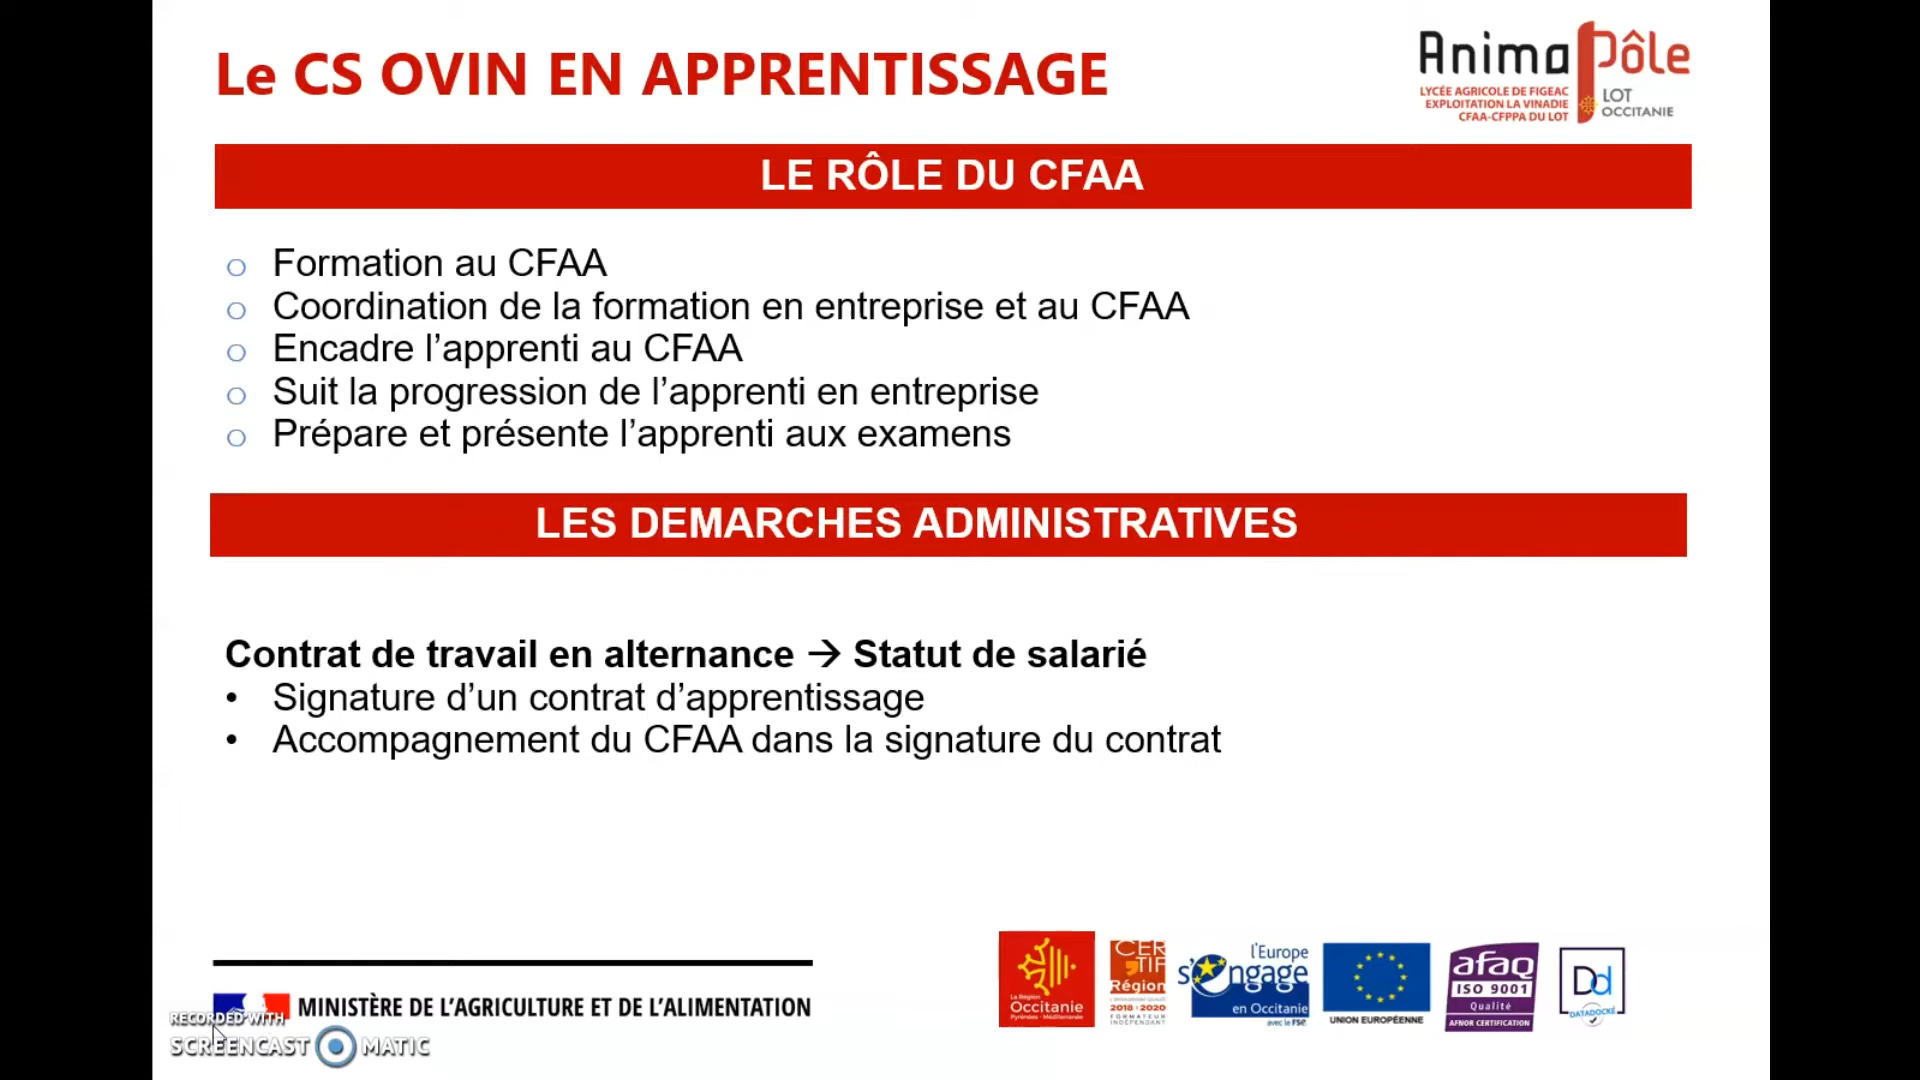 Le CS OVIN EN APPRENTISSAGE
Anima Pôle
LYCÉE AGRICOLE DE FIGEAC
EXPLOITATION LA VINADIE
CFAA-CFPPA DU LOT
LOT
OCCITANIE
LE RÔLE DU CFAA
Formation au CFAA
Coordination de la formation en entreprise et au CFAA
Encadre l’apprenti au CFAA
Suit la progression de l’apprenti en entreprise
Prépare et présente l’apprenti aux examens
LES DEMARCHES ADMINISTRATIVES
Contrat de travail en alternance → Statut de salarié
• Signature d’un contrat d’apprentissage
• Accompagnement du CFAA dans la signature du contrat
MINISTÈRE DE L’AGRICULTURE ET DE L’ALIMENTATION
RECORDED WITH
SCREENCAST MATIC
La Région
Occitanie
Pyrénées - Méditerranée
CER
TIF
Région
2018 : 2020
FORMATEUR
INDÉPENDANT
l’Europe
s’engage
en Occitanie
avec le FSE
UNION EUROPÉENNE
afaq
ISO 9001
Qualité
AFNOR CERTIFICATION
Dd
DATADOCKÉ